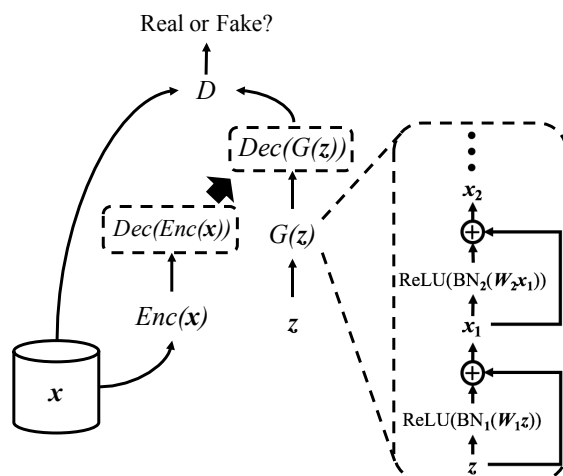 Real or Fake?
D
Dec(G(z))
Dec(Enc(x))
G(z)
Enc(x)
z
x
x₂
ReLU(BN₂(W₂x₁))
x₁
ReLU(BN₁(W₁z))
z